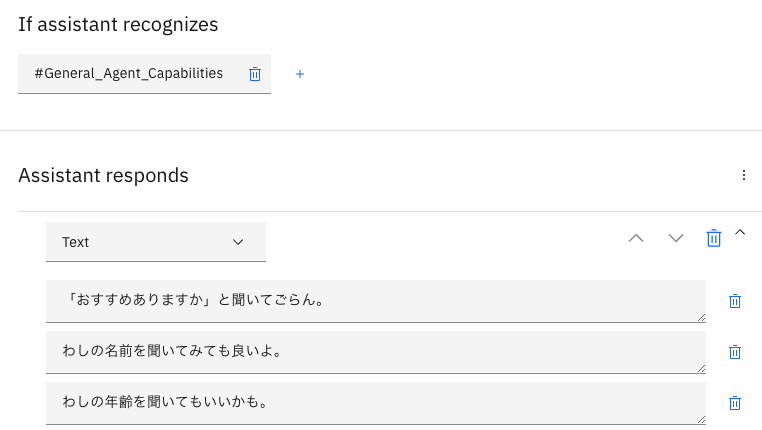 If assistant recognizes
#General_Agent_Capabilities
Assistant responds
Text
「おすすめありますか」と聞いてごらん。
わしの名前を聞いてみても良いよ。
わしの年齢を聞いてもいいかも。